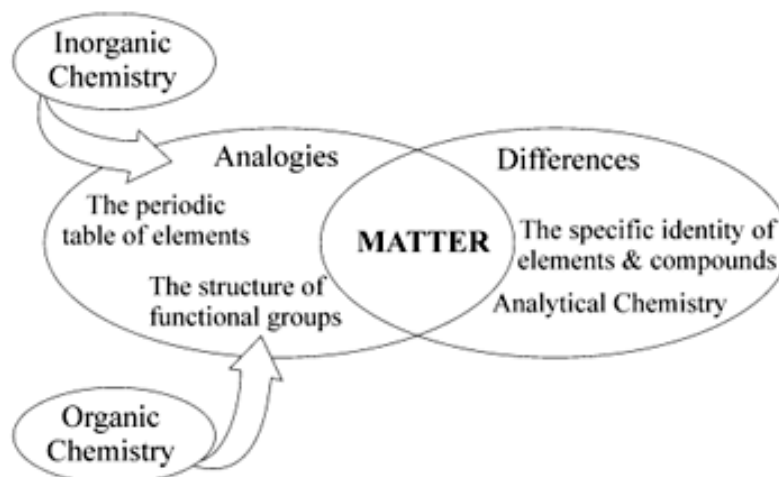 Inorganic
Chemistry
Analogies
Differences
The periodic
table of elements
MATTER
The specific identity of
elements & compounds
The structure of
functional groups
Analytical Chemistry
Organic
Chemistry